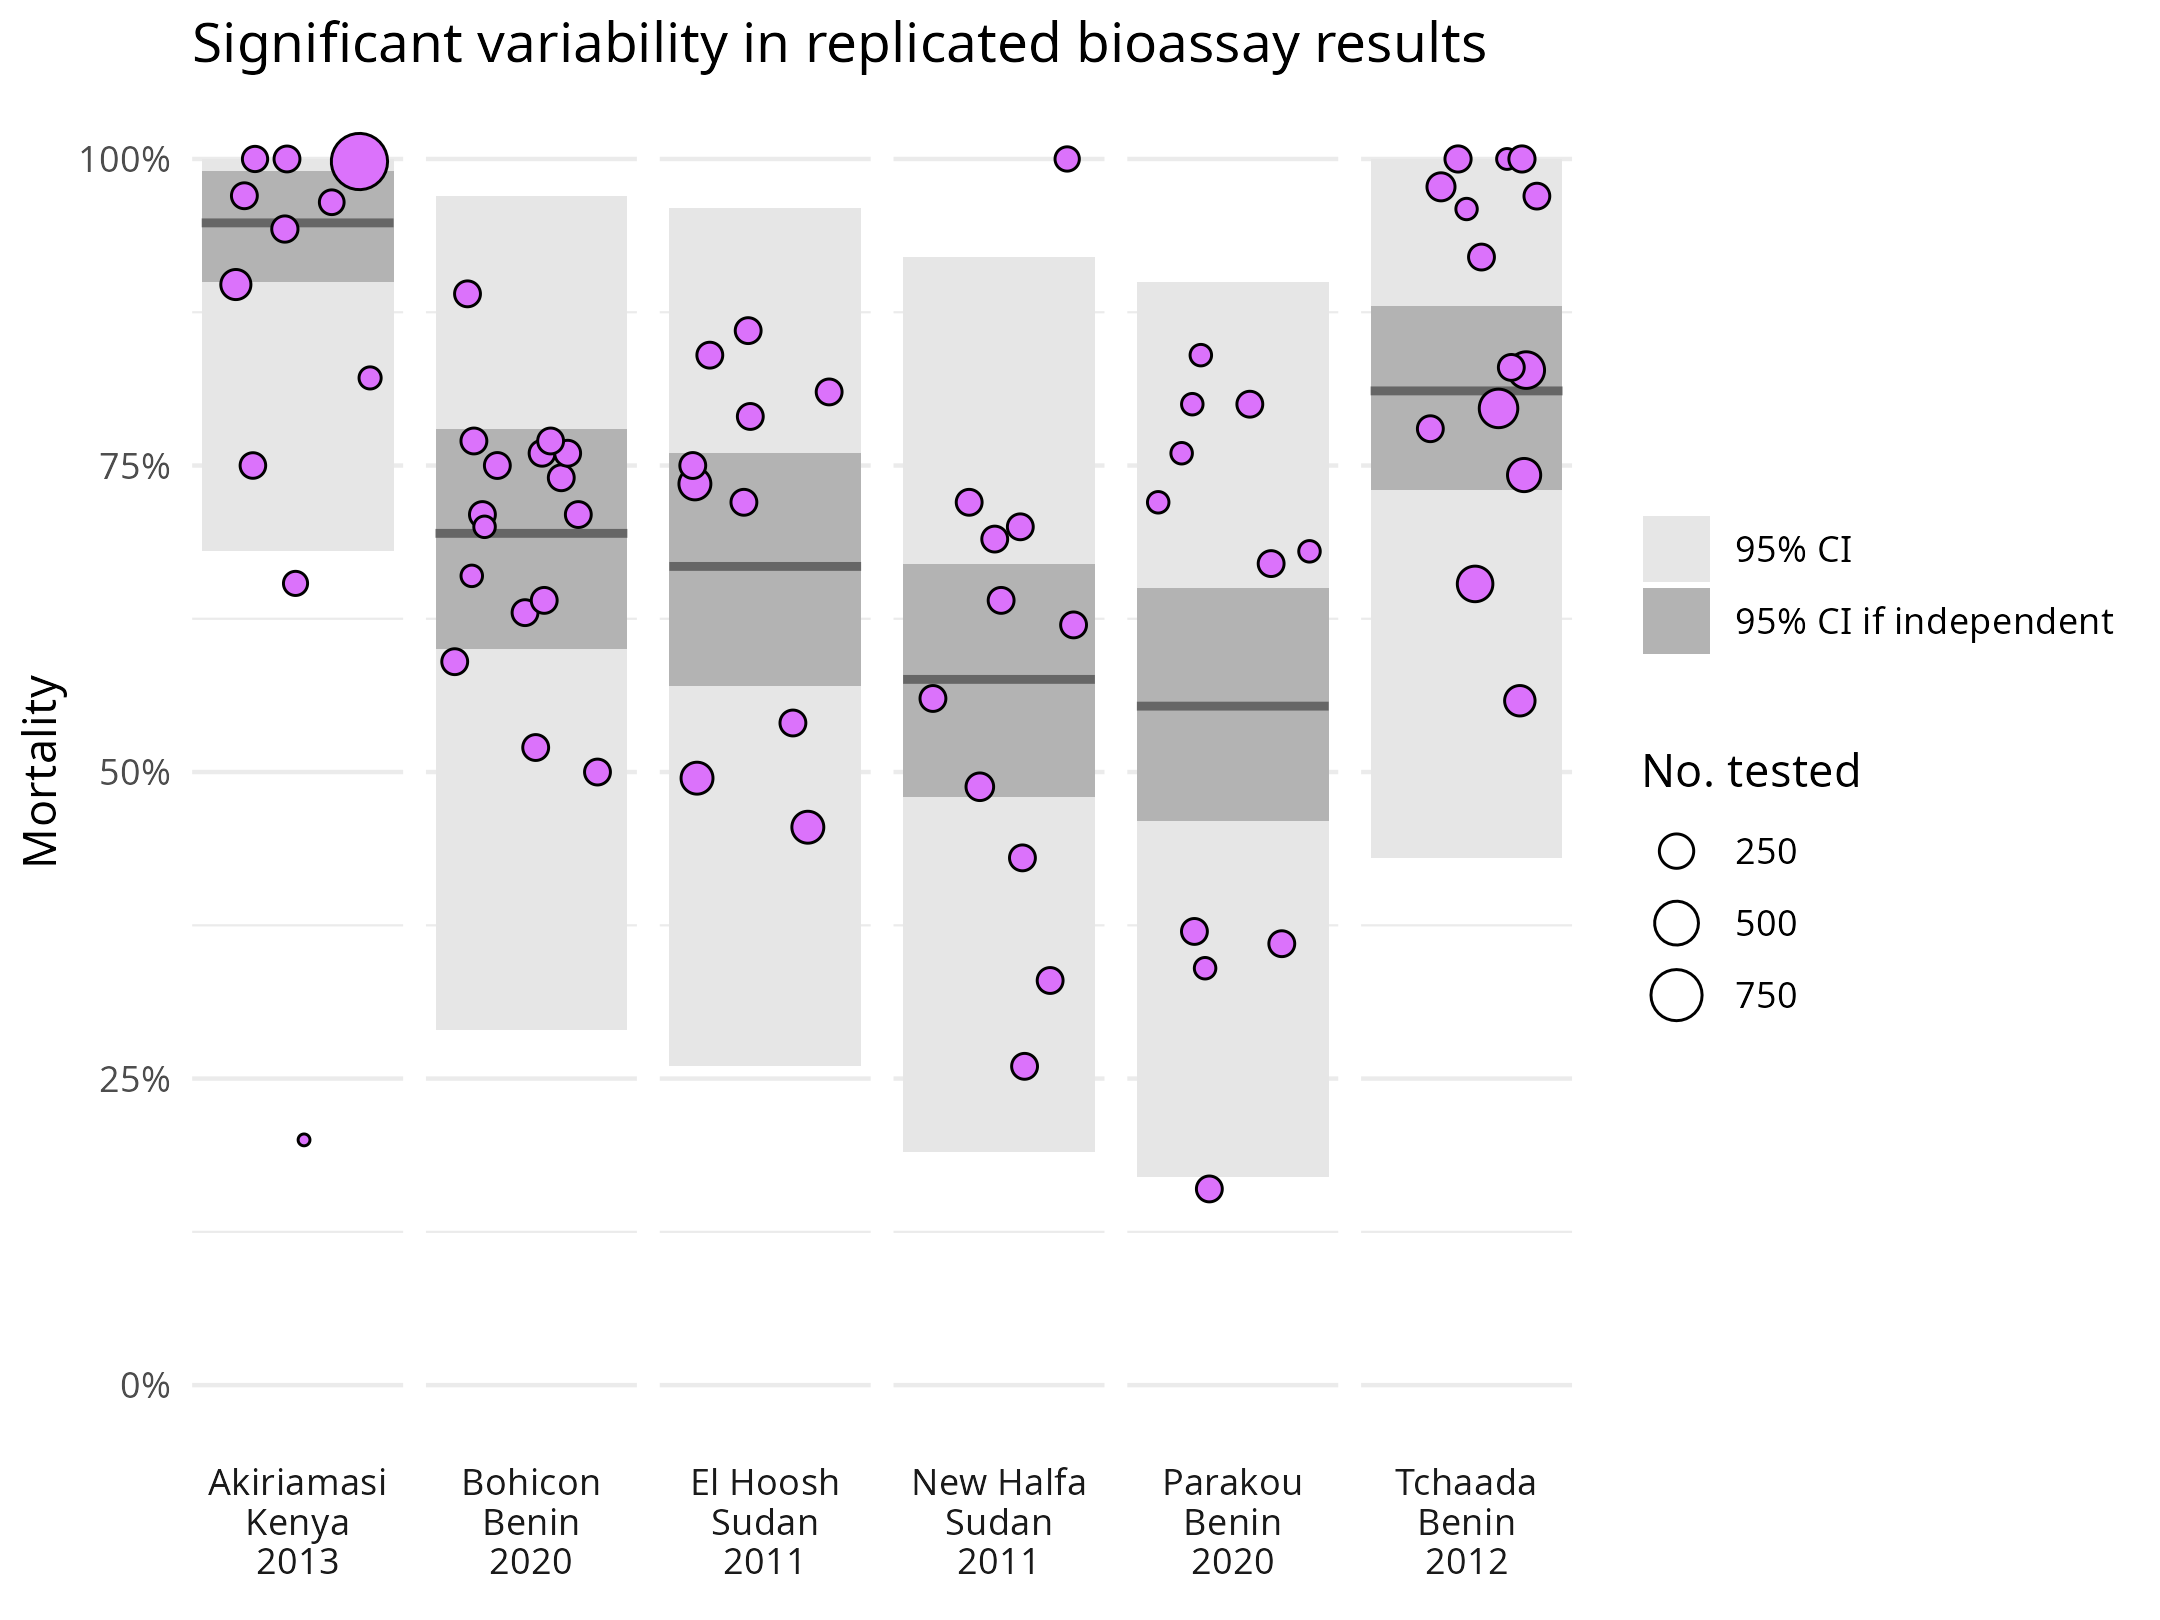 Significant variability in replicated bioassay results
Mortality
100%
75%
50%
25%
0%
Akiriamasi
Kenya
2013
Bohicon
Benin
2020
El Hoosh
Sudan
2011
New Halfa
Sudan
2011
Parakou
Benin
2020
Tchaada
Benin
2012
95% CI
95% CI if independent
No. tested
250
500
750